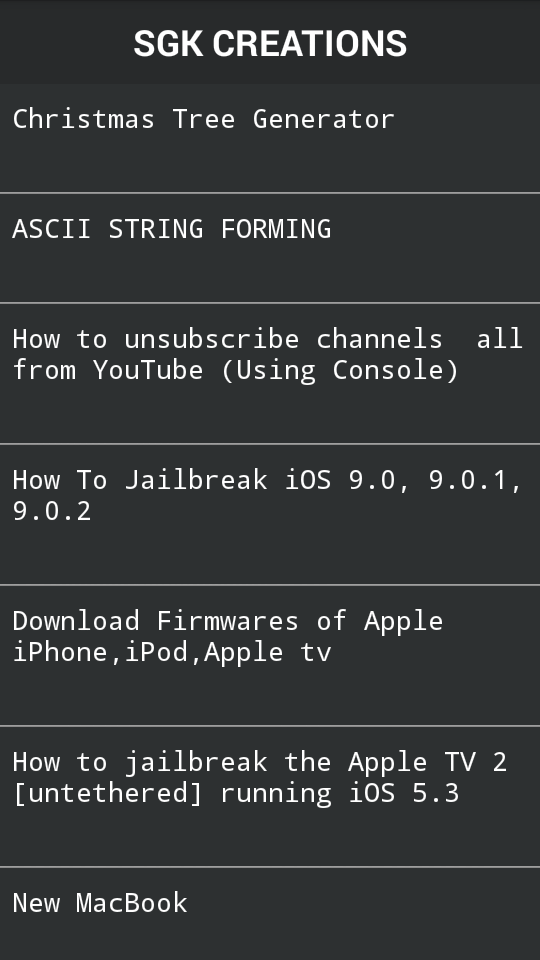 SGK CREATIONS
Christmas Tree Generator
ASCII STRING FORMING
How to unsubscribe channels  all
from YouTube (Using Console)
How To Jailbreak iOS 9.0, 9.0.1,
9.0.2
Download Firmwares of Apple
iPhone,iPod,Apple tv
How to jailbreak the Apple TV 2
[untethered] running iOS 5.3
New MacBook